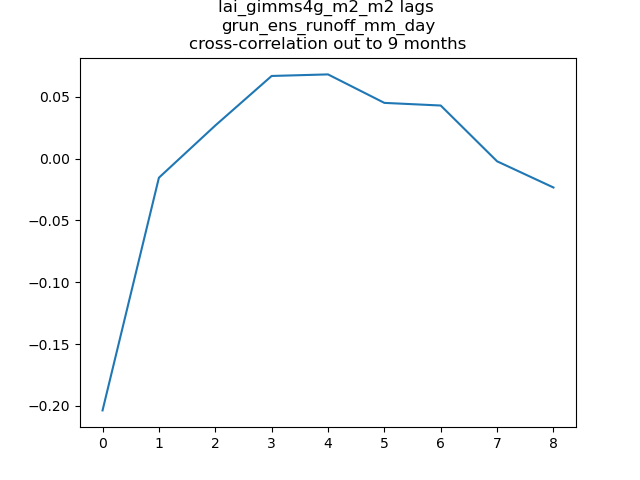 lai_gimms4g_m2_m2 lags
grun_ens_runoff_mm_day
cross-correlation out to 9 months
0.05
0.00
−0.05
−0.10
−0.15
−0.20
0 1 2 3 4 5 6 7 8